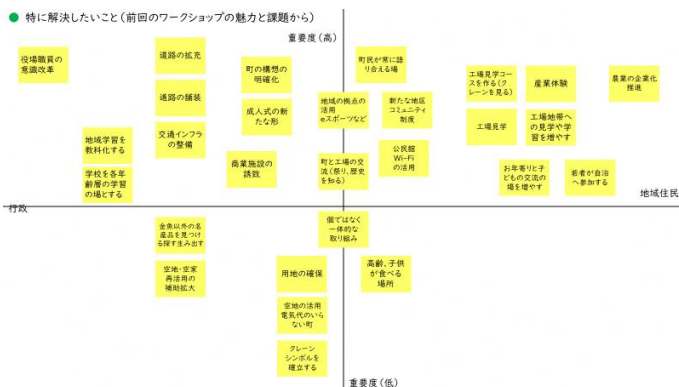 ● 特に解決したいこと(前回のワークショップの魅力と課題から)
重要度(高)
役場職員の
意識改革
道路の拡充
町の構想の
明確化
町民が常に語
り合える場
工場見学コー
スを作る(ク
レーンを見る)
産業体験
農業の企業化
推進
道路の舗装
成人式の新
たな形
地域の拠点の
活用
eスポーツなど
新たな地区
コミュニティ
制度
工場見学
工場地帯へ
の見学や学
習を増やす
地域学習を
教科化する
交通インフラ
の整備
商業施設の
誘致
町と工場の交
流(祭り、歴史
を知る)
公民館
Wi-Fi
の活用
お年寄りと子
どもの交流の
場を増やす
若者が自治
へ参加する
学校を各年
齢層の学習
の場とする
地域住民
行政
金魚以外の名
産品を見つけ
る探す生み出す
個ではなく
一体的な
取り組み
空地・空家
再活用の
補助拡大
用地の確保
高齢、子供
が食べる
場所
空地の活用
電気代のいら
ない町
クレーン
シンボルを
確立する
重要度(低)